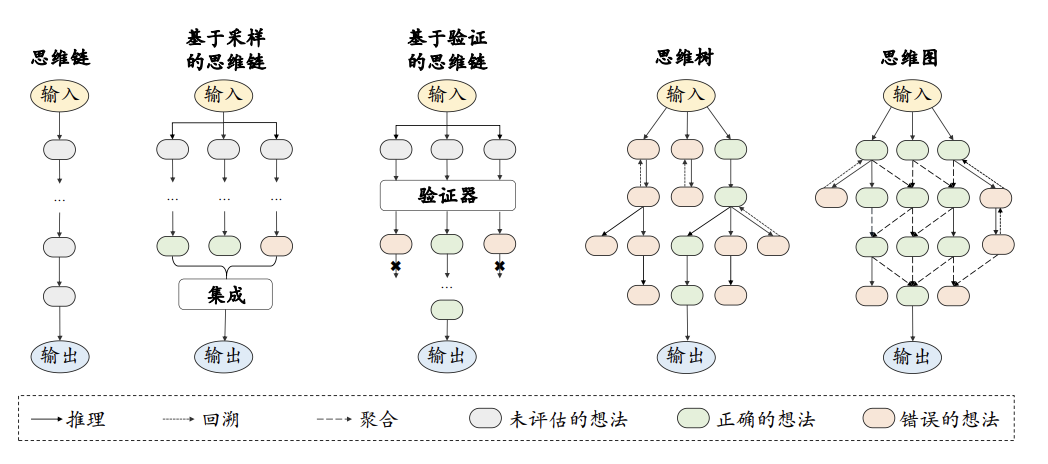 思维链
基于采样
的思维链
基于验证
的思维链
思维树
思维图
输入
输入
输入
输入
输入
...
...
...
...
验证器
...
集成
输出
输出
输出
输出
输出
推理
回溯
聚合
未评估的想法
正确的想法
错误的想法